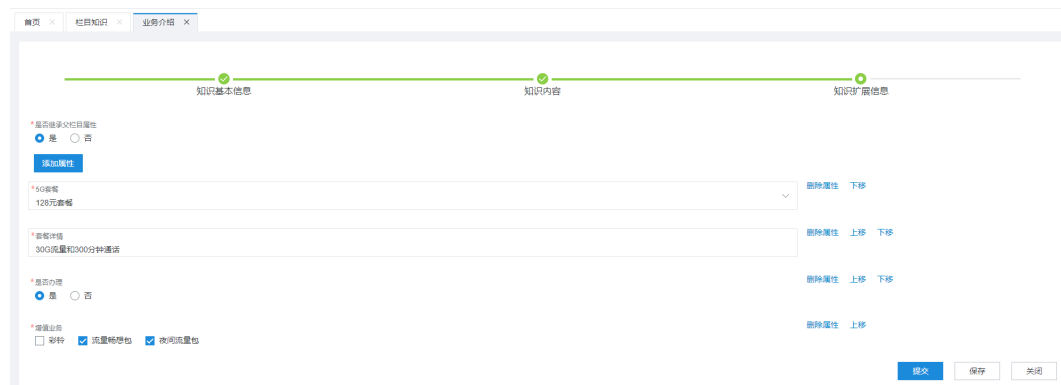 首页 × 栏目知识 × 业务介绍 ×
知识基本信息 知识内容 知识扩展信息
*是否继承父栏目属性
是 否
添加属性
*5G套餐 删除属性 下移
128元套餐
*套餐详情 删除属性 上移 下移
30G流量和300分钟通话
*是否办理 删除属性 上移 下移
是 否
*增值业务 删除属性 上移
彩铃 流量畅想包 夜间流量包
提交 保存 关闭